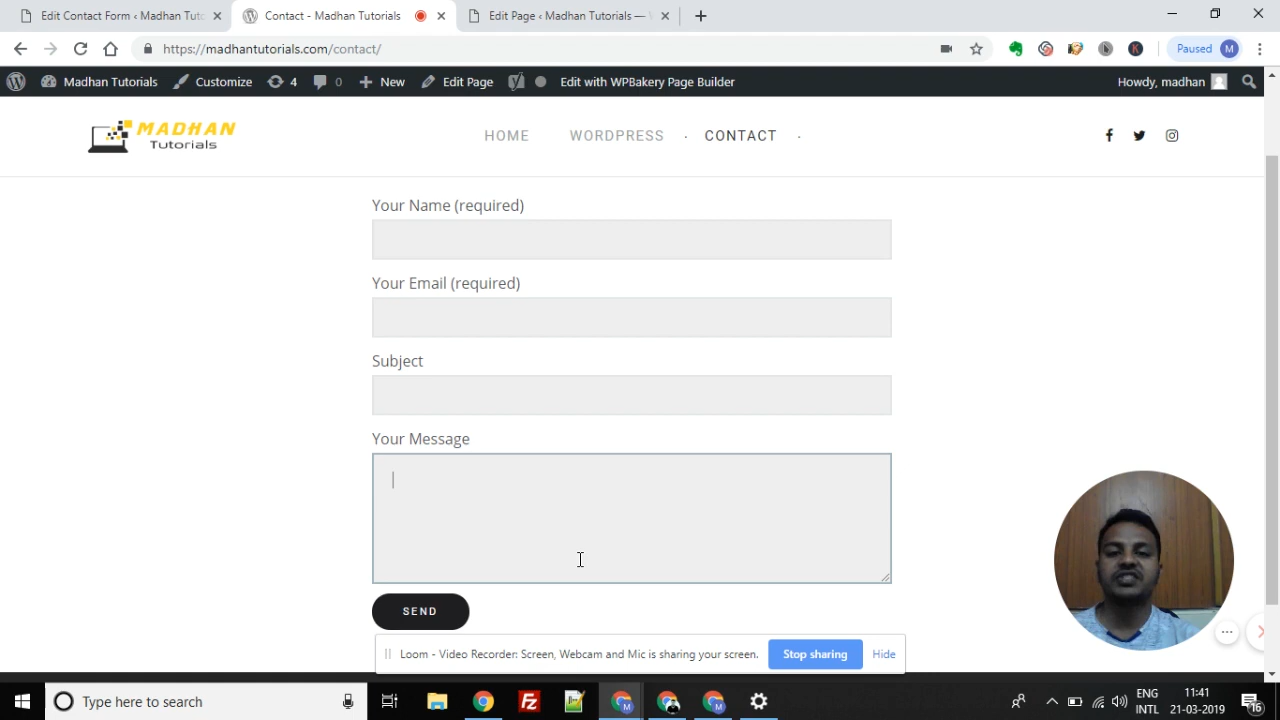 Edit Contact Form ‹ Madhan Tuto
Contact - Madhan Tutorials
Edit Page ‹ Madhan Tutorials —
https://madhantutorials.com/contact/
Paused M
Madhan Tutorials
Customize
4
0
New
Edit Page
Edit with WPBakery Page Builder
Howdy, madhan
MADHAN
Tutorials
HOME
WORDPRESS
CONTACT
Your Name (required)
Your Email (required)
Subject
Your Message
SEND
Loom - Video Recorder: Screen, Webcam and Mic is sharing your screen.
Stop sharing
Hide
Type here to search
ENG
INTL
11:41
21-03-2019
16